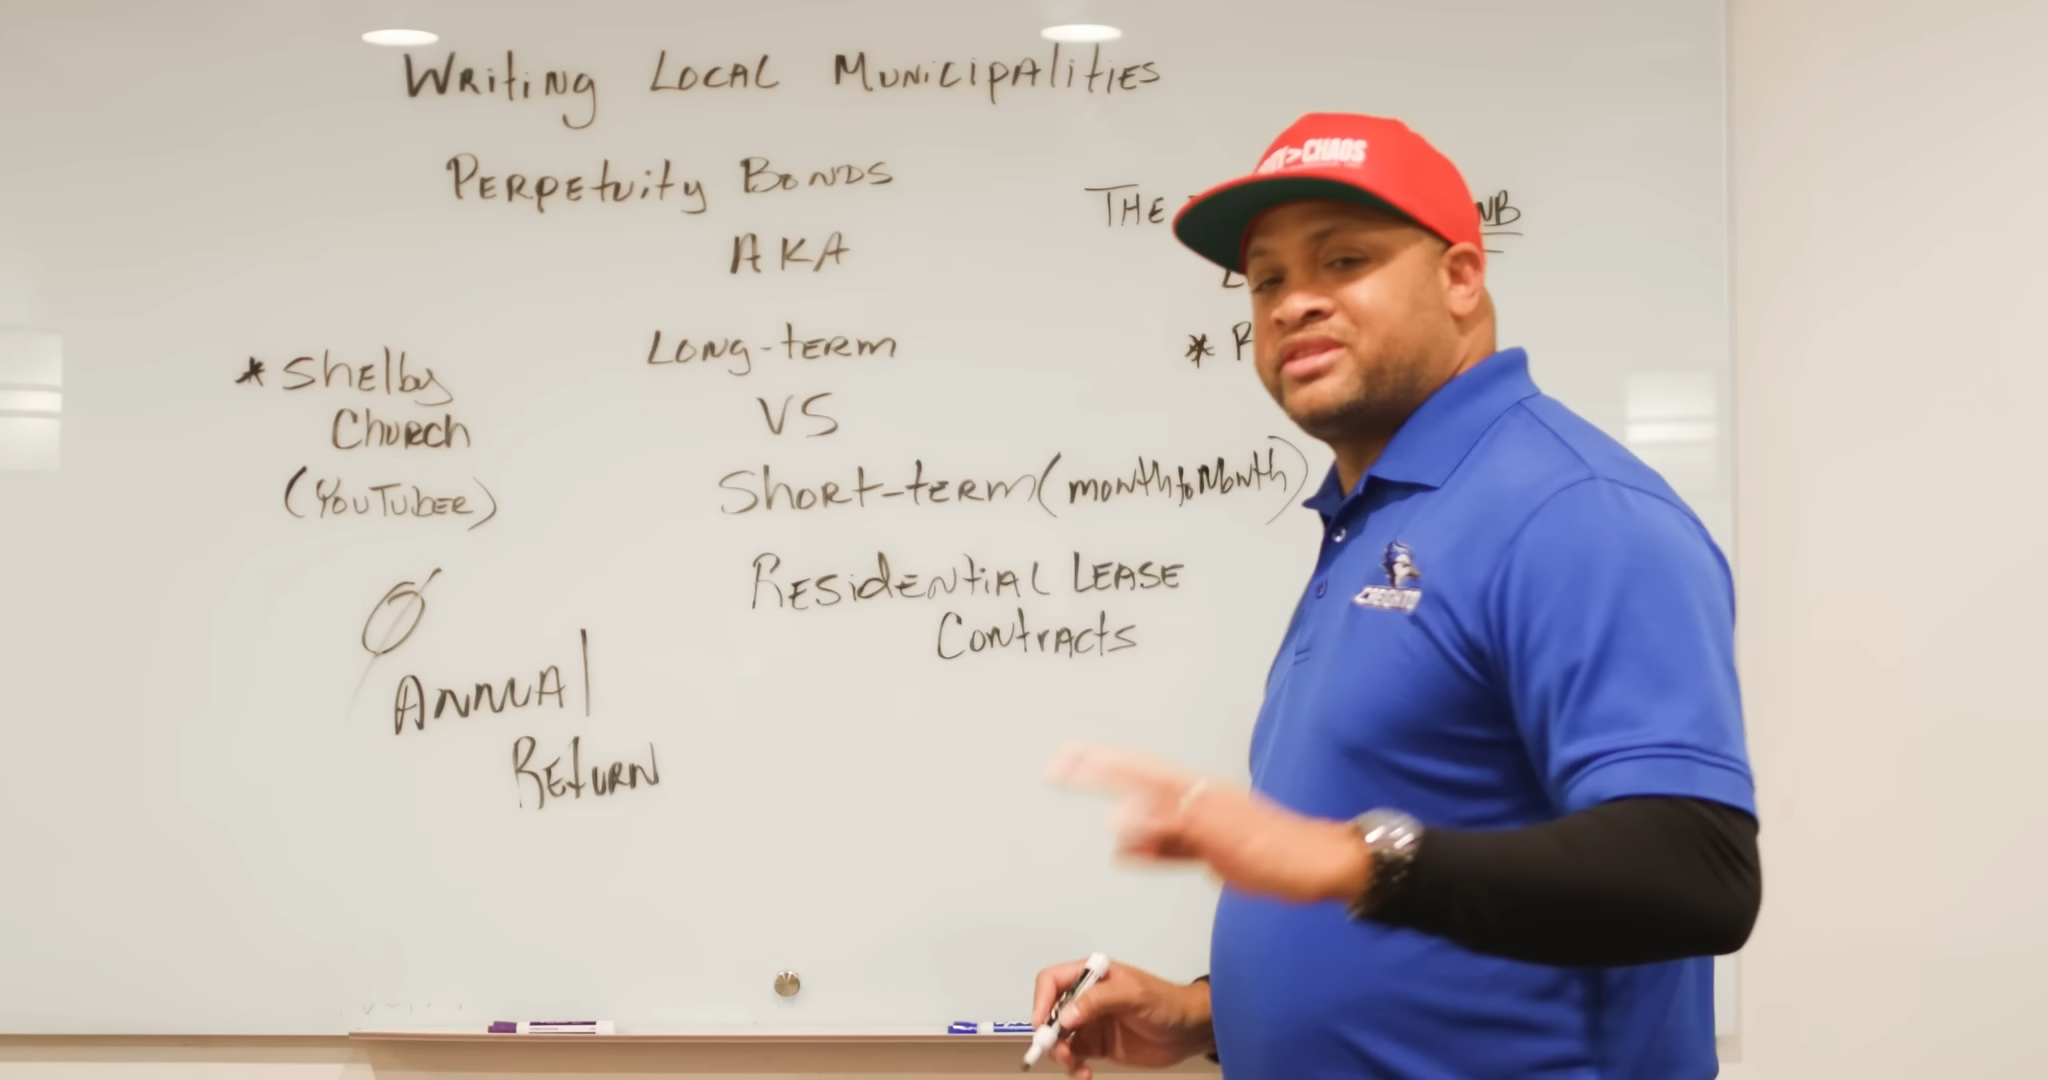 Writing Local Municipalities
Perpetuity Bonds
AKA
Long-term
VS
Short-term (month to Month)
Residential Lease
Contracts
* Shelby
Church
(YouTuber)
Ø
Annual
Return
The
*
>CHAOS